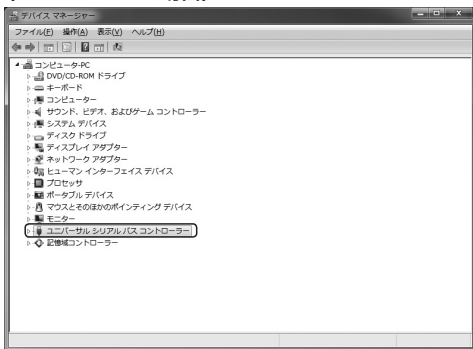 デバイス マネージャー
ファイル(F) 操作(A) 表示(V) ヘルプ(H)
コンピュータ-PC
DVD/CD-ROM ドライブ
キーボード
コンピューター
サウンド、ビデオ、およびゲーム コントローラー
システム デバイス
ディスク ドライブ
ディスプレイ アダプター
ネットワーク アダプター
ヒューマン インターフェイス デバイス
プロセッサ
ポータブル デバイス
マウスとそのほかのポインティング デバイス
モニター
ユニバーサル シリアル バス コントローラー
記憶域コントローラー